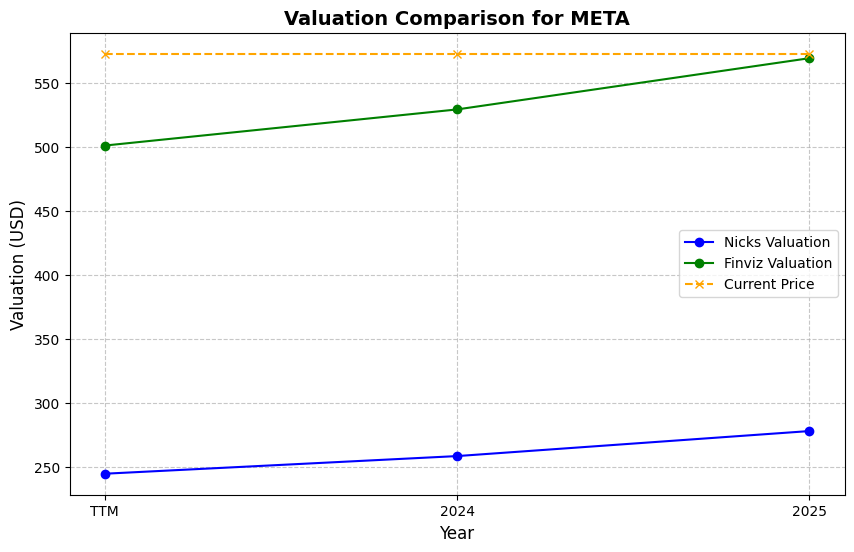 Valuation Comparison for META
Valuation (USD)
550
500
450
400
350
300
250
Nicks Valuation
Finviz Valuation
Current Price
TTM
2024
2025
Year